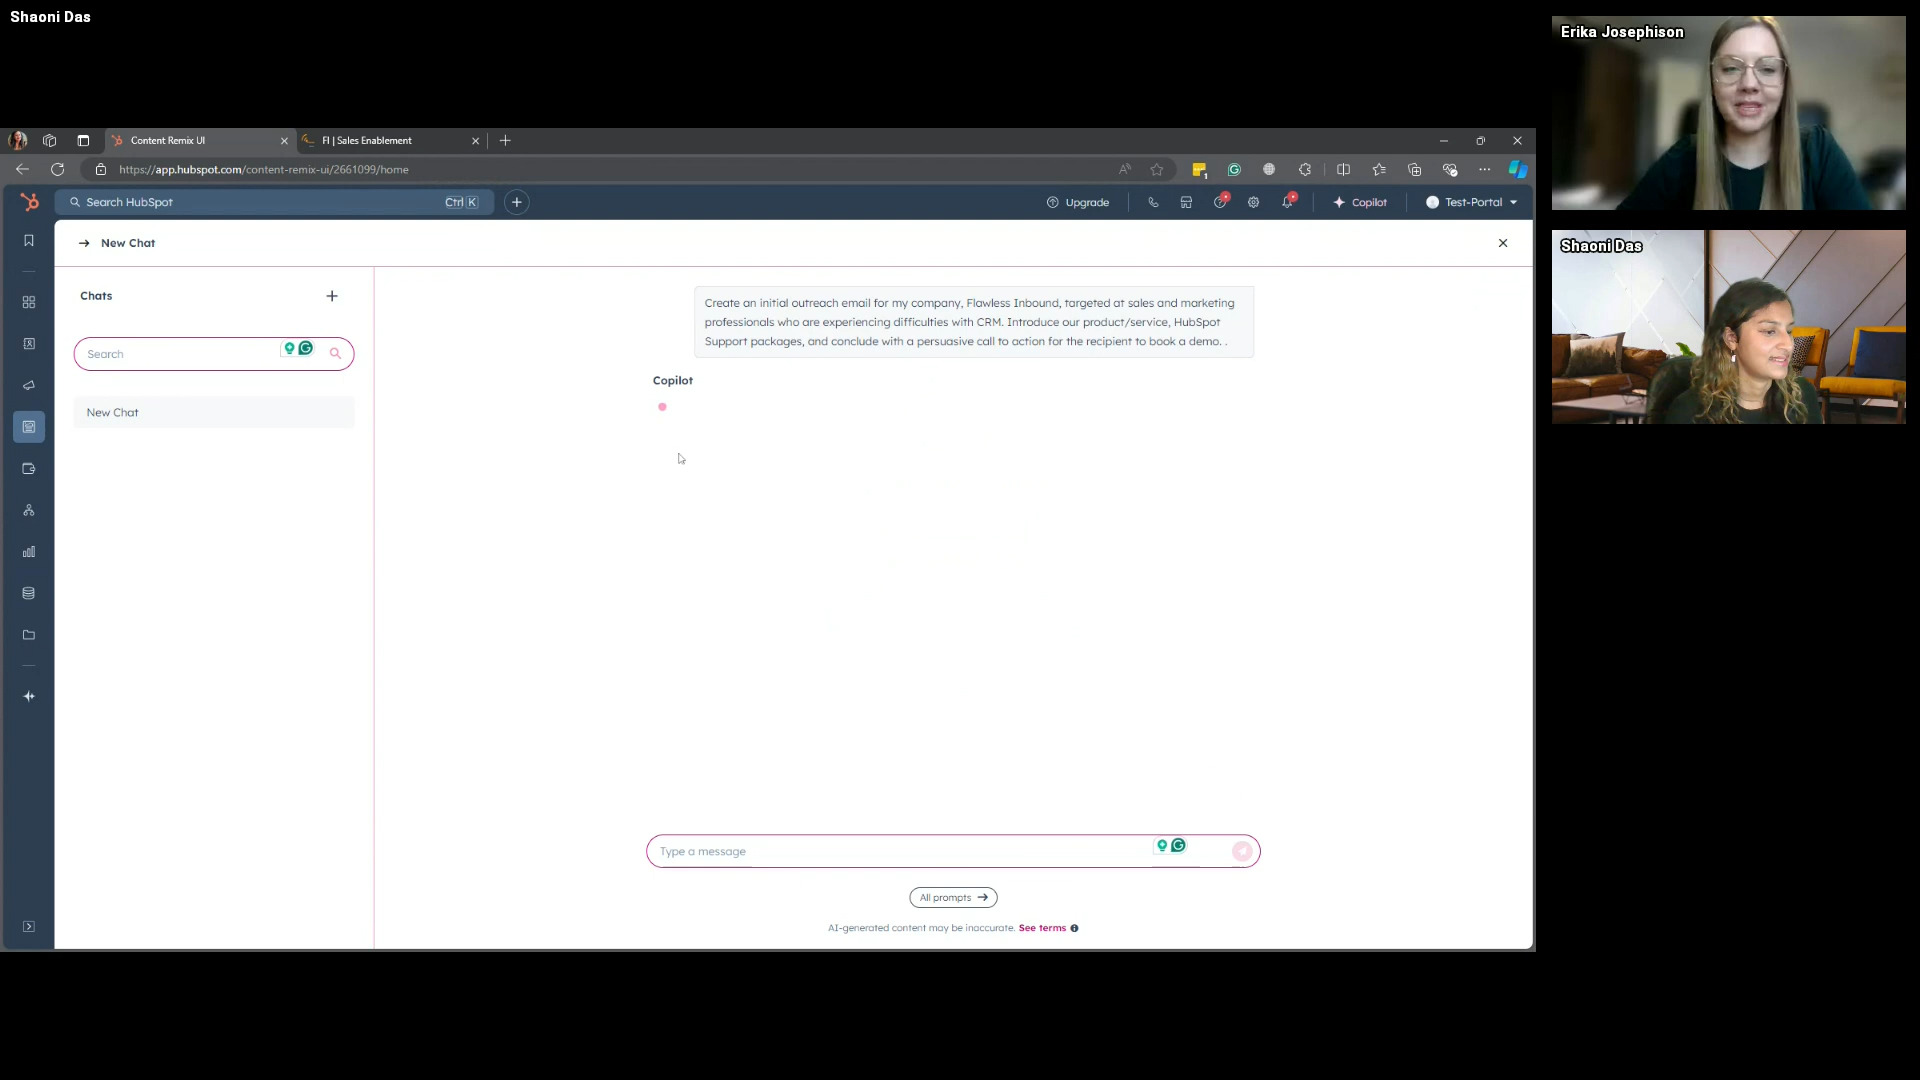 Shaoni Das
Erika Josephison
Shaoni Das
Content Remix UI
FI | Sales Enablement
https://app.hubspot.com/content-remix-ui/2661099/home
Search HubSpot
Ctrl K
Upgrade
Copilot
Test-Portal
New Chat
Chats
Search
New Chat
Create an initial outreach email for my company, Flawless Inbound, targeted at sales and marketing
professionals who are experiencing difficulties with CRM. Introduce our product/service, HubSpot
Support packages, and conclude with a persuasive call to action for the recipient to book a demo. .
Copilot
Type a message
All prompts
AI-generated content may be inaccurate. See terms